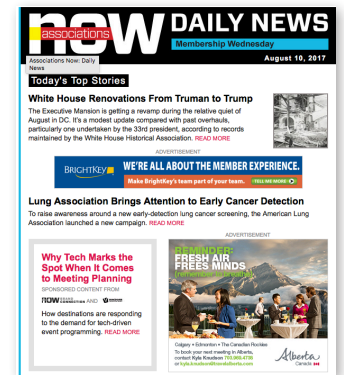 associations
now DAILY NEWS
Membership Wednesday
Associations Now: Daily
News
August 10, 2017
Today's Top Stories
White House Renovations From Truman to Trump
The Executive Mansion is getting a revamp during the relative quiet of
August in DC. It's a modest update compared with past overhauls,
particularly one undertaken by the 33rd president, according to records
maintained by the White House Historical Association. READ MORE
ADVERTISEMENT
BRIGHTKEY
WE'RE ALL ABOUT THE MEMBER EXPERIENCE.
Make BrightKey's team part of your team. TELL ME MORE
Lung Association Brings Attention to Early Cancer Detection
To raise awareness around a new early-detection lung cancer screening, the American Lung
Association launched a new campaign. READ MORE
ADVERTISEMENT
Why Tech Marks the
Spot When It Comes
to Meeting Planning
SPONSORED CONTENT FROM
NOW BRAND CONNECTION AND
How destinations are responding
to the demand for tech-driven
event programming. READ MORE
REMINDER:
FRESH AIR
FREES MINDS
Calgary • Edmonton • The Canadian Rockies
To book your next meeting in Alberta,
contact Kyle Knudson
Alberta
Canada